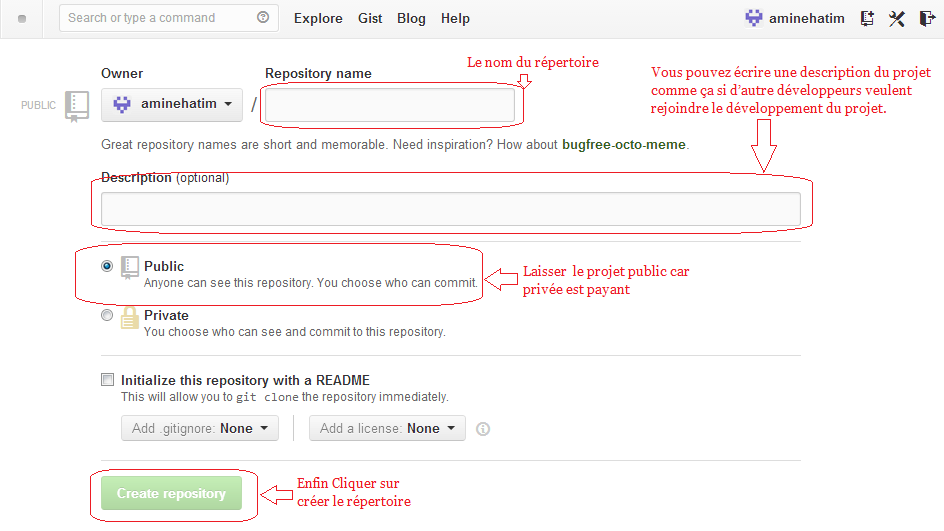 Search or type a command
Explore Gist Blog Help
aminehatim
Le nom du répertoire
Vous pouvez écrire une description du projet
comme ça si d'autre développeurs veulent
rejoindre le développement du projet.
Owner
Repository name
PUBLIC
aminehatim /
Great repository names are short and memorable. Need inspiration? How about bugfree-octo-meme.
Description (optional)
Public
Anyone can see this repository. You choose who can commit.
Laisser le projet public car
privée est payant
Private
You choose who can see and commit to this repository.
Initialize this repository with a README
This will allow you to git clone the repository immediately.
Add .gitignore: None
Add a license: None
Create repository
Enfin Cliquer sur
créer le répertoire